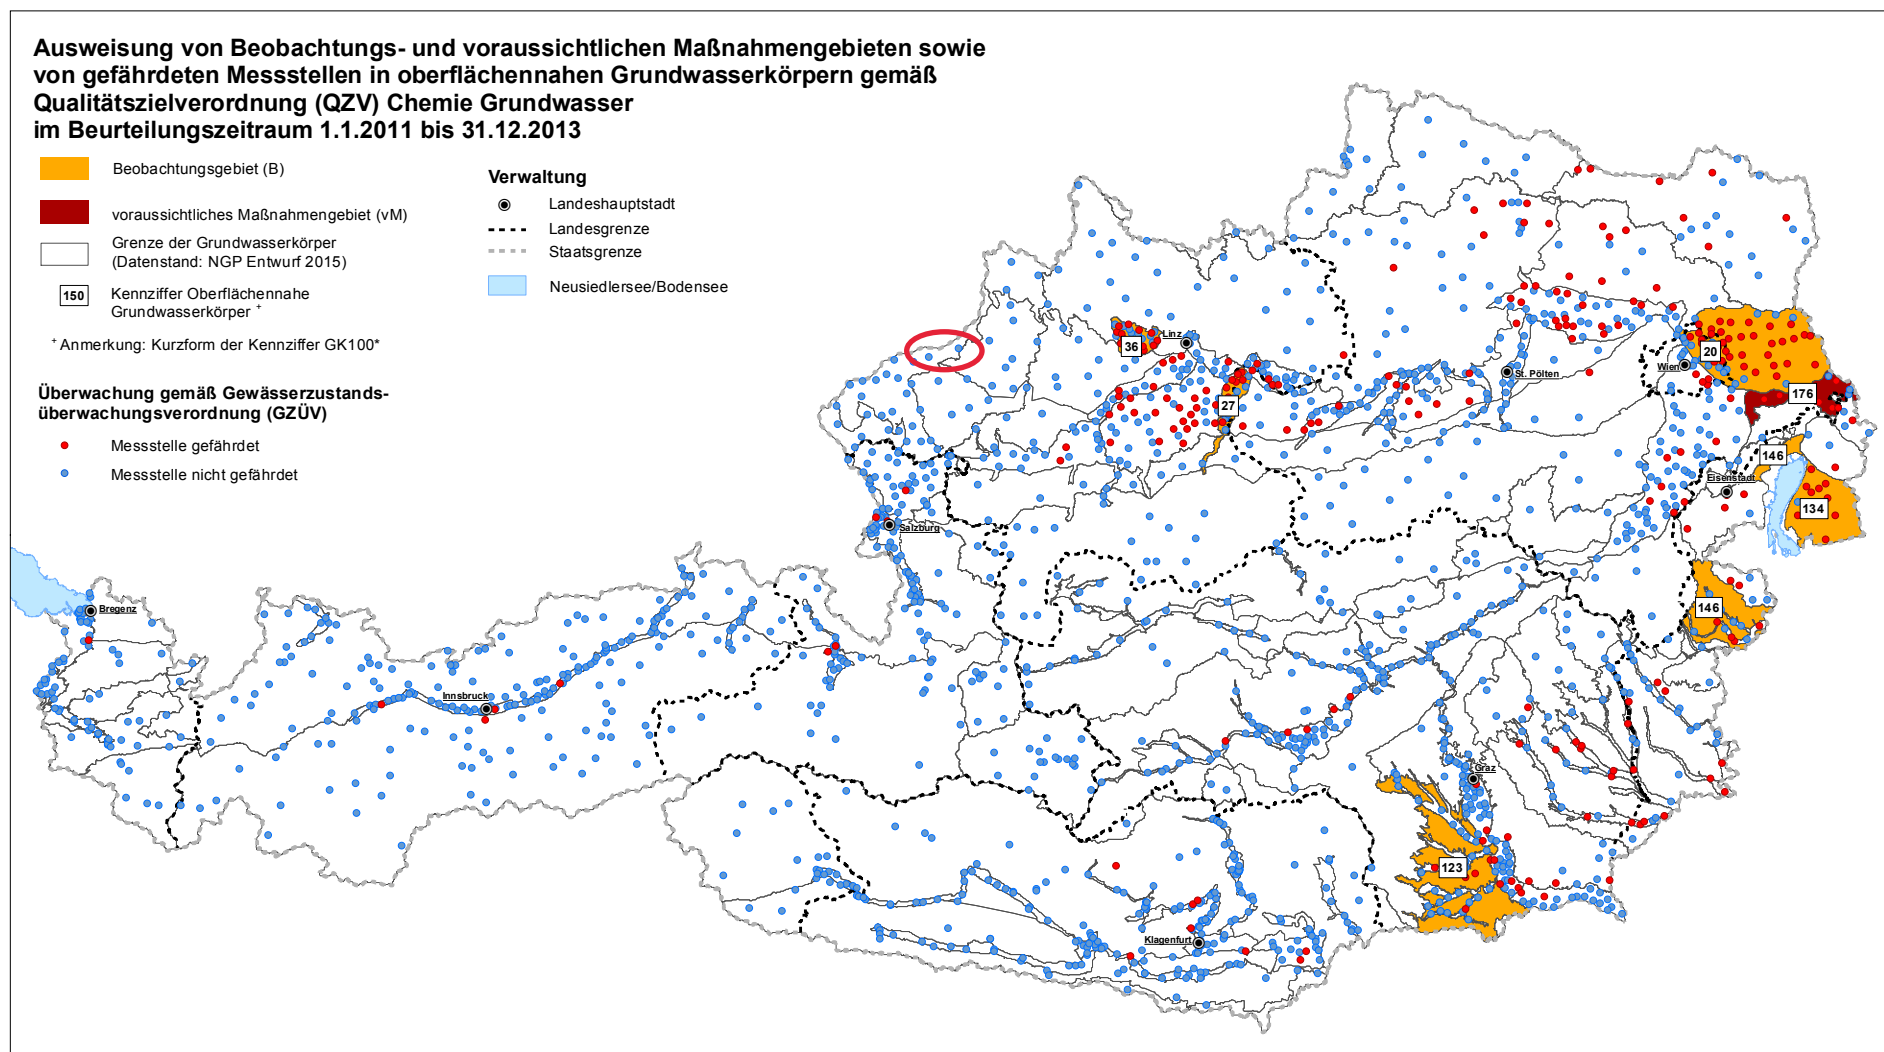 Ausweisung von Beobachtungs- und voraussichtlichen Maßnahmengebieten sowie
von gefährdeten Messstellen in oberflächennahen Grundwasserkörpern gemäß
Qualitätszielverordnung (QZV) Chemie Grundwasser
im Beurteilungszeitraum 1.1.2011 bis 31.12.2013
Beobachtungsgebiet (B)
voraussichtliches Maßnahmengebiet (vM)
Grenze der Grundwasserkörper
(Datenstand: NGP Entwurf 2015)
150
Kennziffer Oberflächennahe
Grundwasserkörper +
+ Anmerkung: Kurzform der Kennziffer GK100*
Überwachung gemäß Gewässerzustands-
überwachungsverordnung (GZÜV)
Messstelle gefährdet
Messstelle nicht gefährdet
Verwaltung
Landeshauptstadt
Landesgrenze
Staatsgrenze
Neusiedlersee/Bodensee
Linz
36
20
Wien
St. Pölten
176
27
146
Eisenstadt
134
Salzburg
Bregenz
146
Innsbruck
Graz
123
Klagenfurt